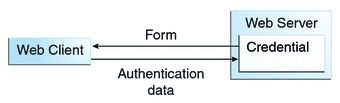 Web Server
Form
Credential
Web Client
Authentication
data